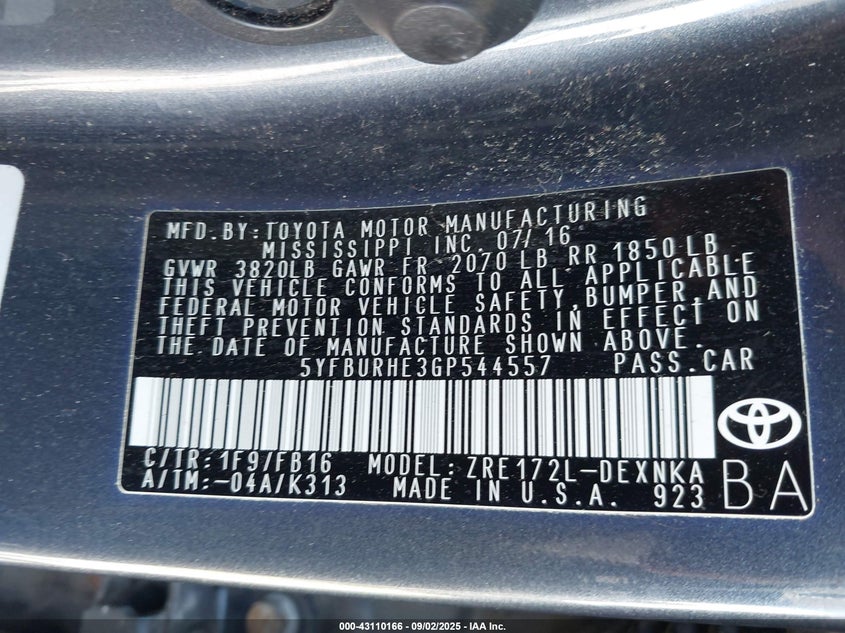 MFD. BY: TOYOTA MOTOR MANUFACTURING
MISSISSIPPI INC. 07/16
GVWR 3820LB GAWR FR 2070 LB RR 1850 LB
THIS VEHICLE CONFORMS TO ALL APPLICABLE
FEDERAL MOTOR VEHICLE SAFETY, BUMPER, AND
THEFT PREVENTION STANDARDS IN EFFECT ON
THE DATE OF MANUFACTURE SHOWN ABOVE.
5YFBURHE3GP544557 PASS. CAR
C/TR: 1F9/FB16 MODEL: ZRE172L-DEXNKA
A/TM: -04A/K313 MADE IN U.S.A. 923
BA
000-43110166 - 09/02/2025 - IAA Inc.